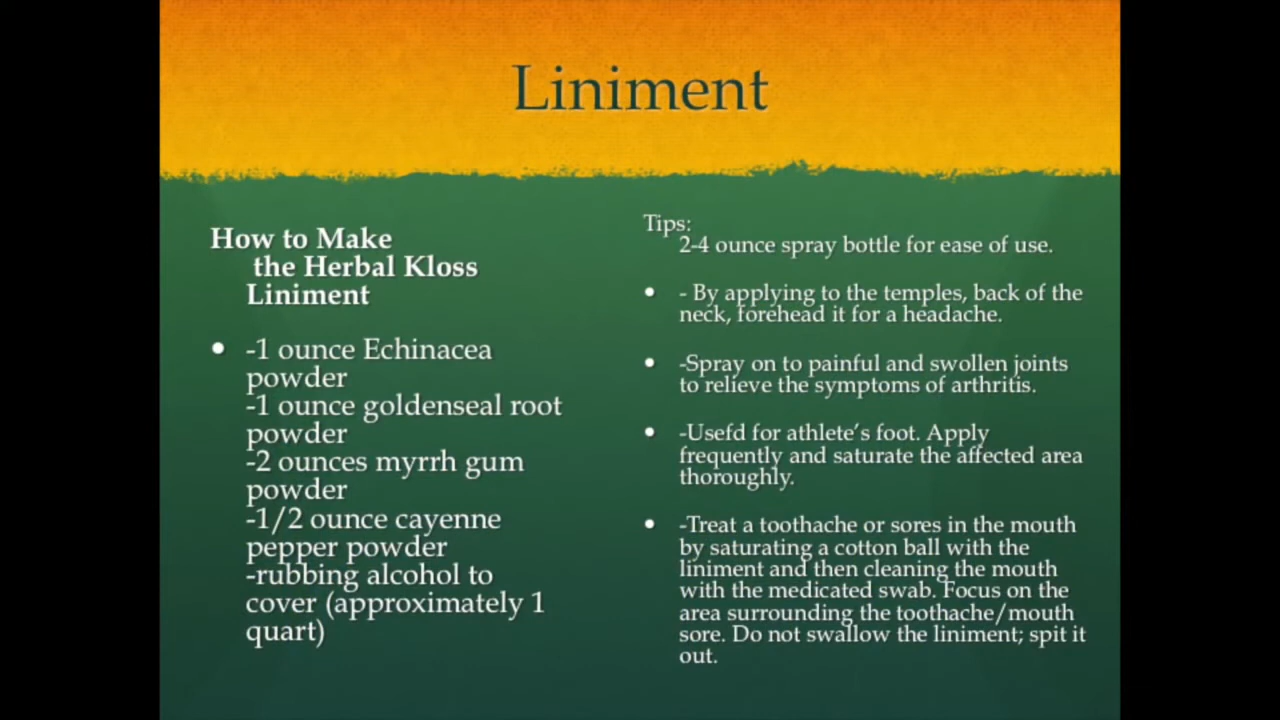 Liniment
How to Make
the Herbal Kloss
Liniment
• -1 ounce Echinacea
powder
-1 ounce goldenseal root
powder
-2 ounces myrrh gum
powder
-1/2 ounce cayenne
pepper powder
-rubbing alcohol to
cover (approximately 1
quart)
Tips:
2-4 ounce spray bottle for ease of use.
• - By applying to the temples, back of the
neck, forehead it for a headache.
• -Spray on to painful and swollen joints
to relieve the symptoms of arthritis.
• -Usefd for athlete’s foot. Apply
frequently and saturate the affected area
thoroughly.
• -Treat a toothache or sores in the mouth
by saturating a cotton ball with the
liniment and then cleaning the mouth
with the medicated swab. Focus on the
area surrounding the toothache/mouth
sore. Do not swallow the liniment; spit it
out.